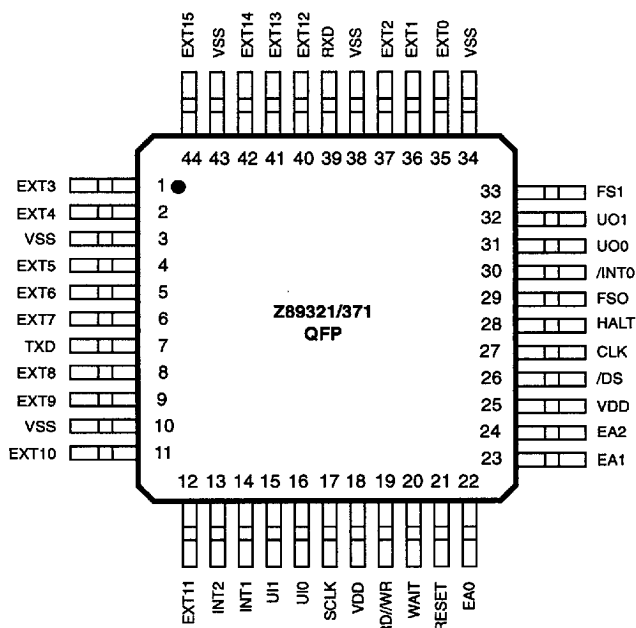 EXT15 VSS EXT14 EXT13 EXT12 RXD VSS EXT2 EXT1 EXT0 VSS
44 43 42 41 40 39 38 37 36 35 34
EXT3 1
EXT4 2
VSS 3
EXT5 4
EXT6 5
EXT7 6
TXD 7
EXT8 8
EXT9 9
VSS 10
EXT10 11
Z89321/371
QFP
33 FS1
32 UO1
31 UO0
30 /INT0
29 FSO
28 HALT
27 CLK
26 /DS
25 VDD
24 EA2
23 EA1
12 13 14 15 16 17 18 19 20 21 22
EXT11 INT2 INT1 UI1 UI0 SCLK VDD RD//WR WAIT RESET EA0